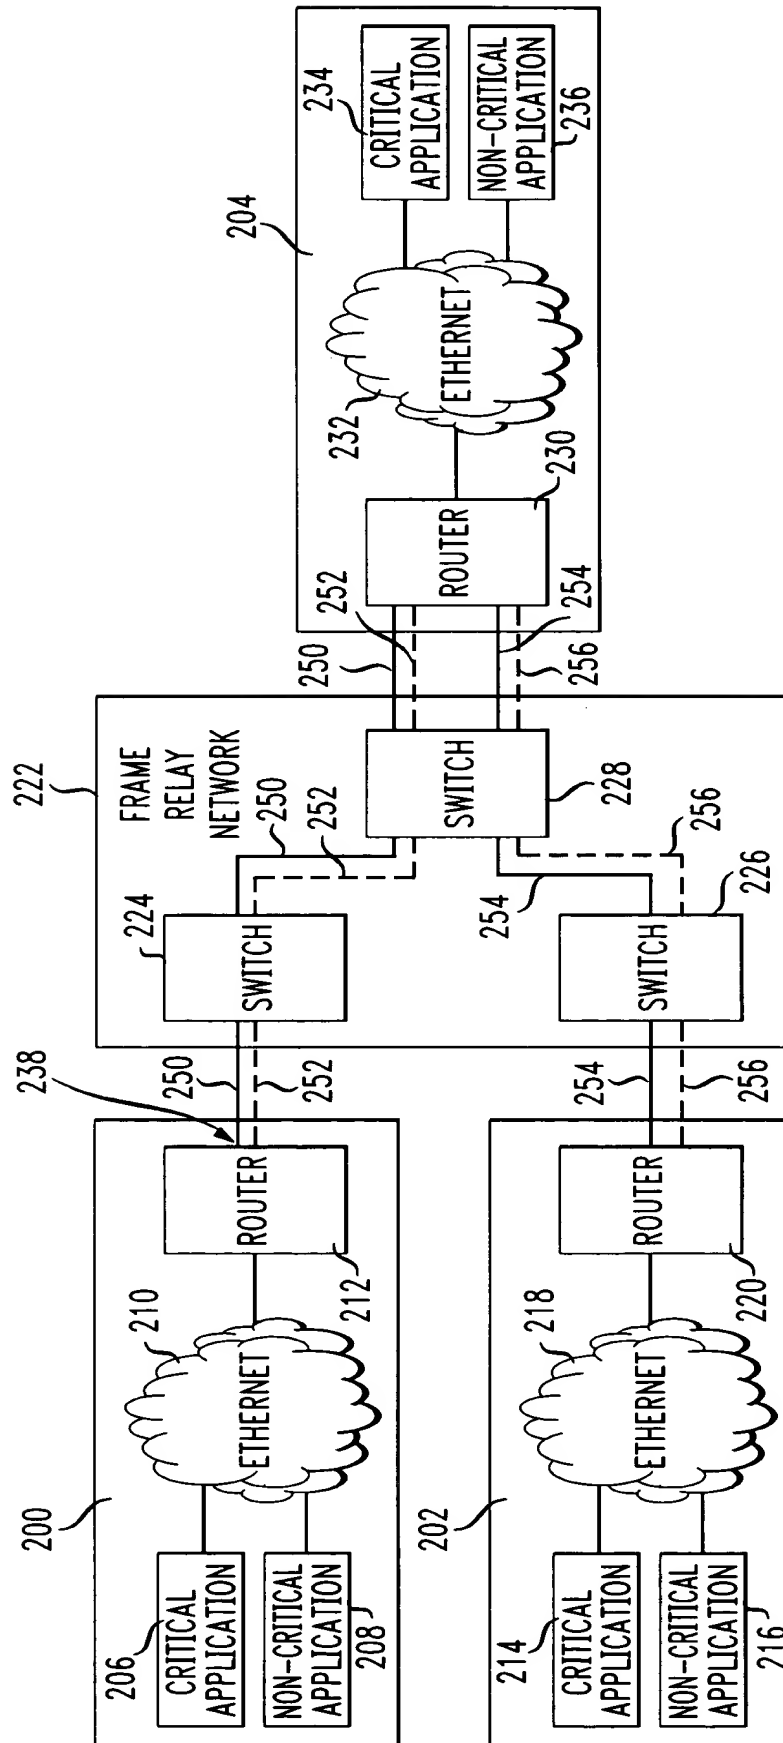 200
206
CRITICAL
APPLICATION
NON-CRITICAL
APPLICATION
208
210
ETHERNET
ROUTER
212
238
250
252
202
214
CRITICAL
APPLICATION
NON-CRITICAL
APPLICATION
216
218
ETHERNET
ROUTER
220
254
256
222
FRAME
RELAY
NETWORK
224
SWITCH
250
252
SWITCH
226
254
256
SWITCH
228
250
252
254
256
204
ROUTER
230
232
ETHERNET
234
CRITICAL
APPLICATION
NON-CRITICAL
APPLICATION
236